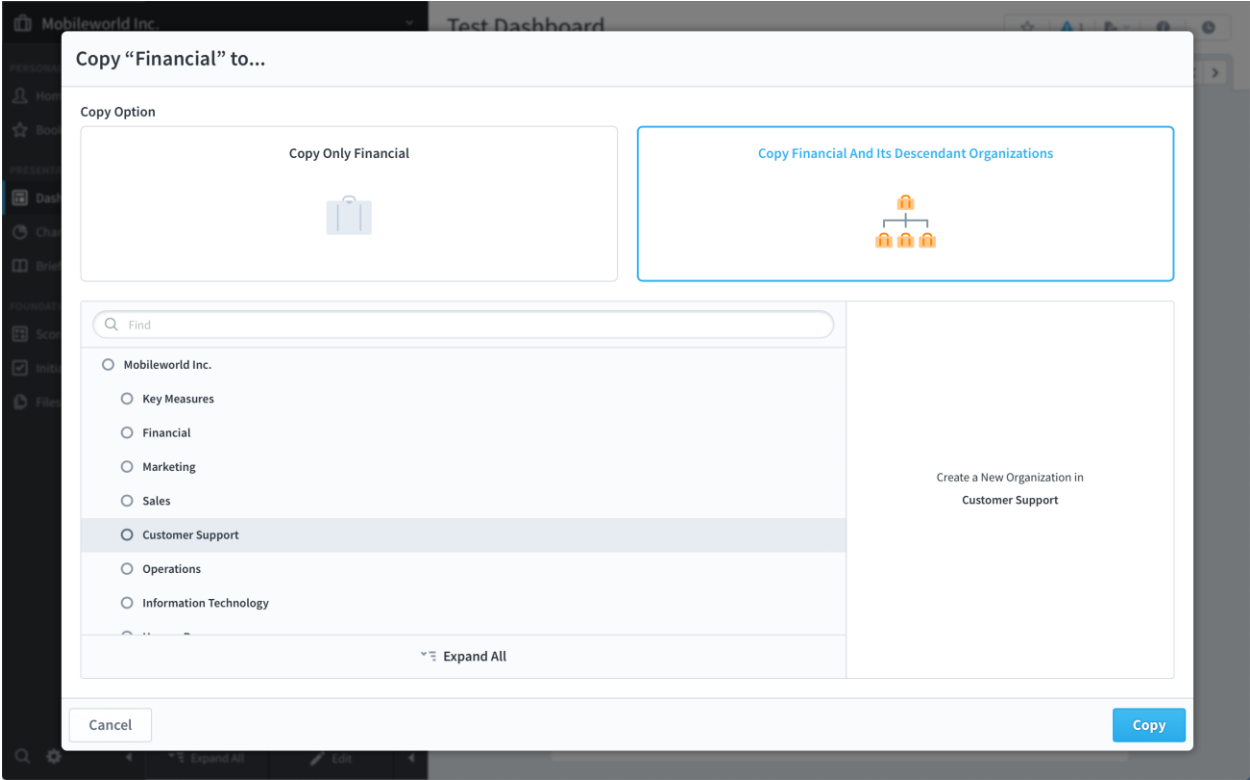 Mobileworld Inc.
Test Dashboard
Copy “Financial” to...
Copy Option
Copy Only Financial
Copy Financial And Its Descendant Organizations
Find
Mobileworld Inc.
Key Measures
Financial
Marketing
Sales
Customer Support
Operations
Information Technology
Create a New Organization in
Customer Support
Expand All
Cancel
Copy
Expand All
Edit